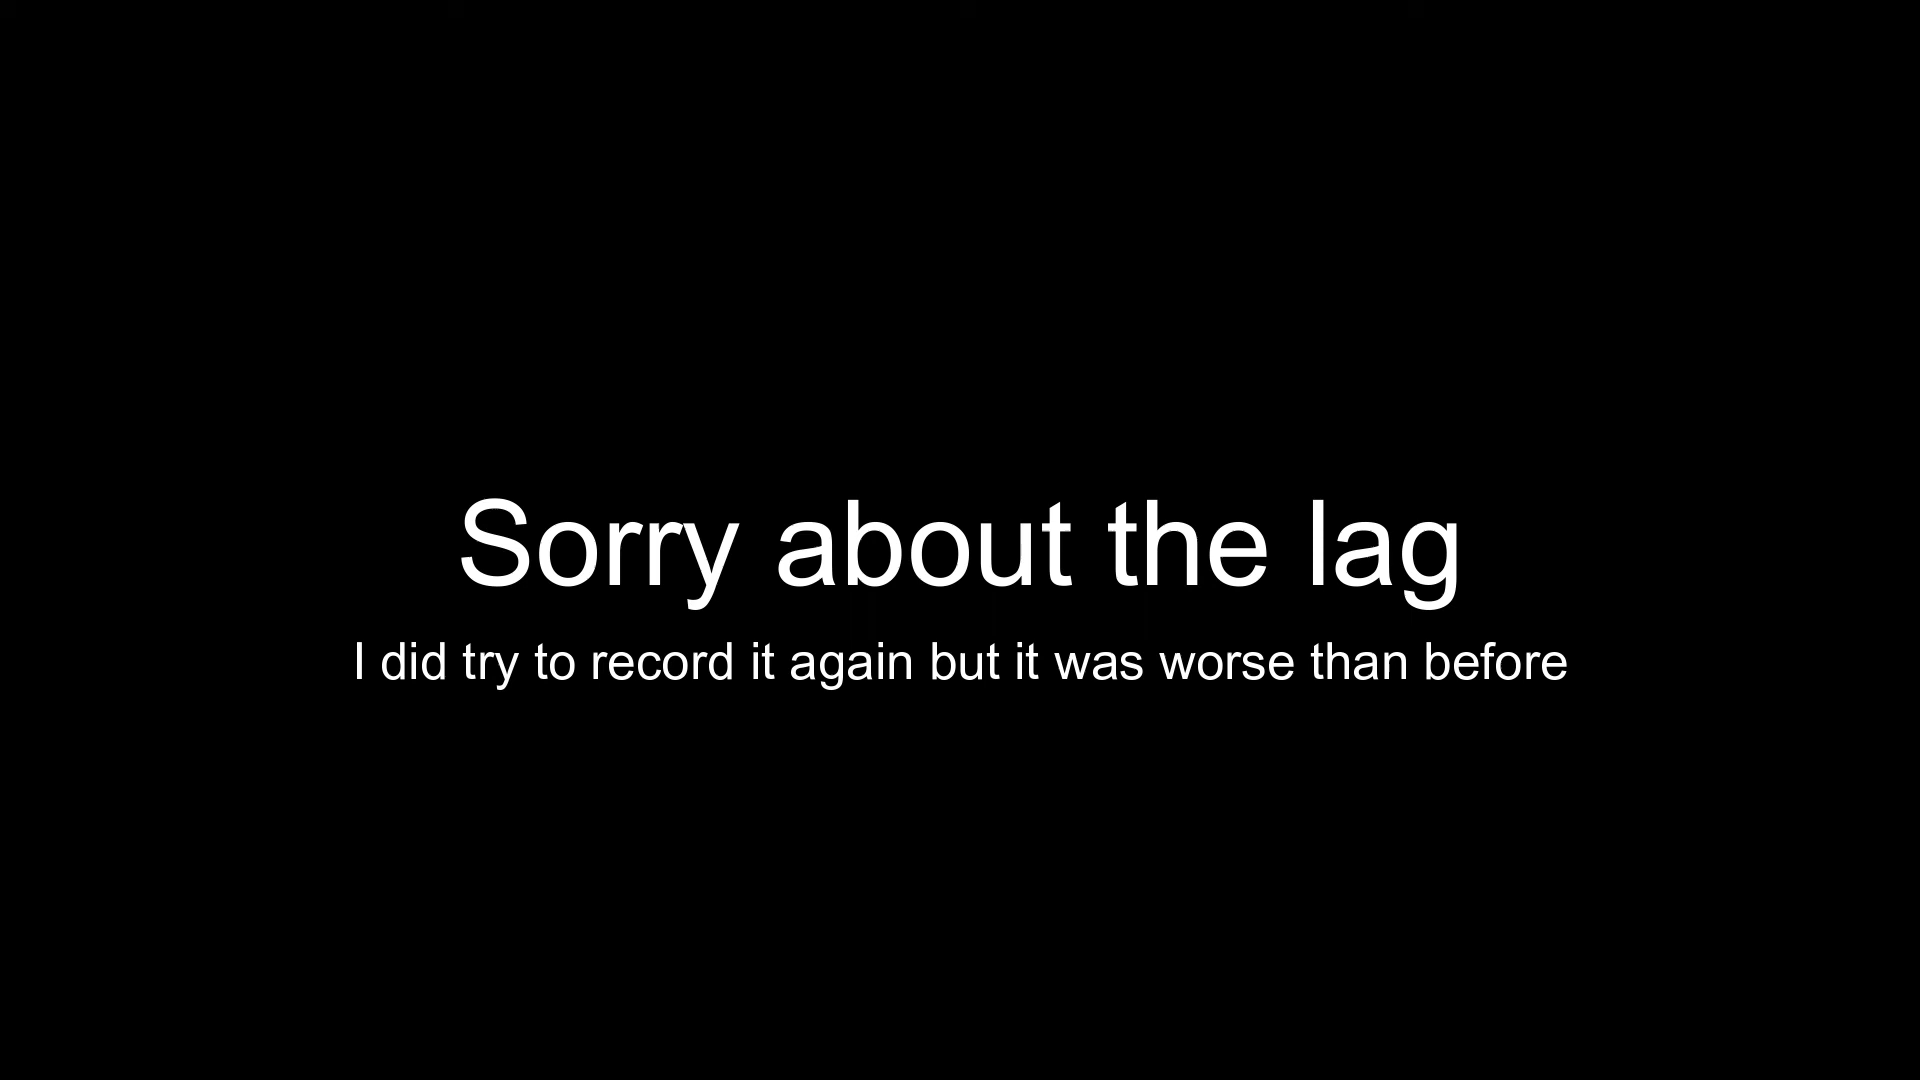 Sorry about the lag
I did try to record it again but it was worse than before